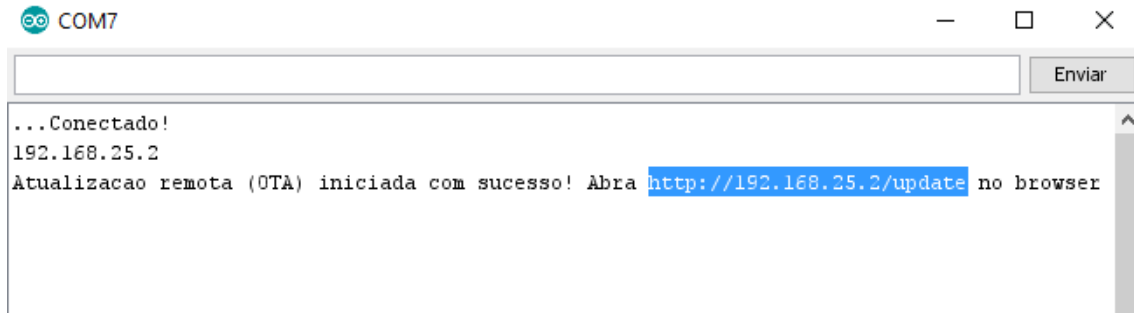 COM7
Enviar
...Conectado!
192.168.25.2
Atualizacao remota (OTA) iniciada com sucesso! Abra http://192.168.25.2/update no browser